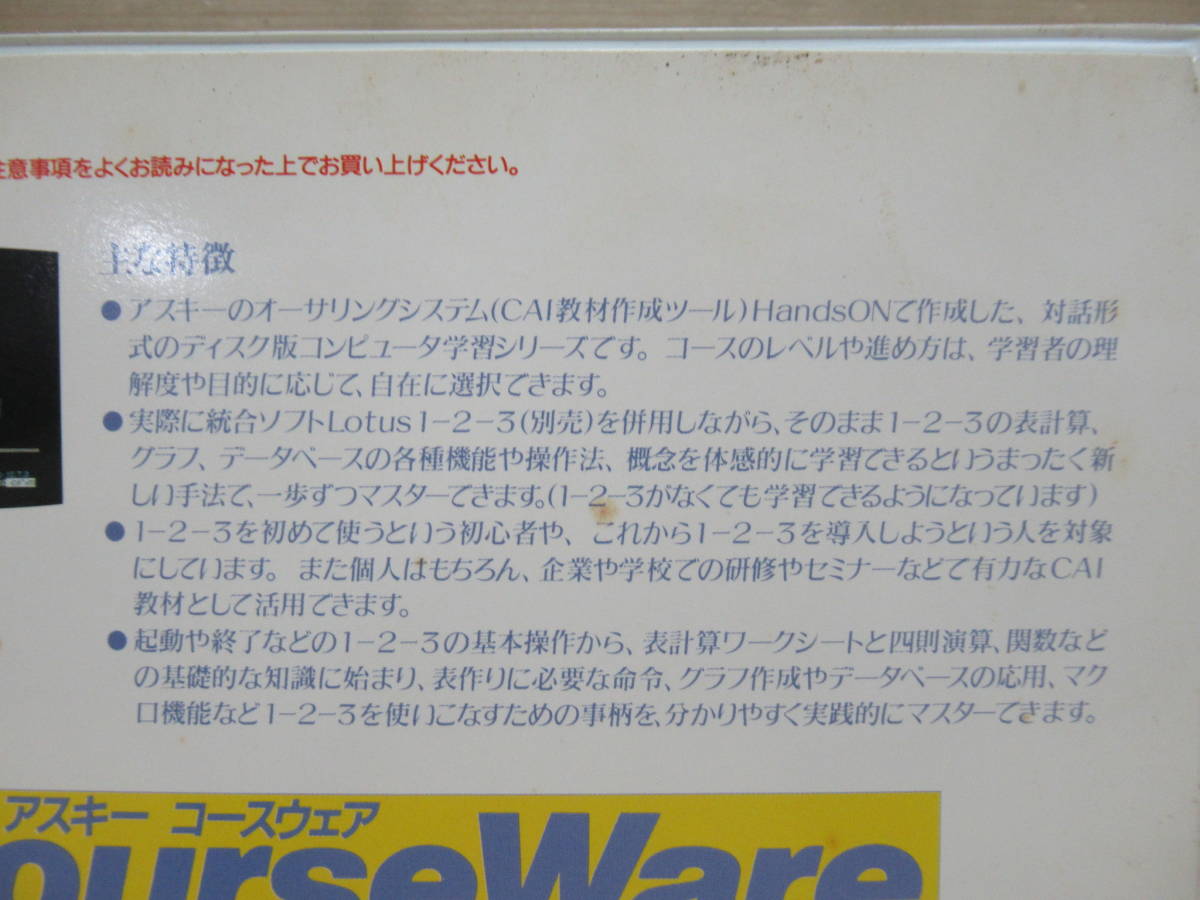 注意事項をよくお読みになった上でお買い上げください。
主な特徴
●アスキーのオーサリングシステム(CAI教材作成ツール)HandsONで作成した、対話形
式のディスク版コンピュータ学習シリーズです。コースのレベルや進め方は、学習者の理
解度や目的に応じて、自在に選択できます。
●実際に統合ソフトLotus1-2-3(別売)を併用しながら、そのまま1-2-3の表計算、
グラフ、データベースの各種機能や操作法、概念を体感的に学習できるというまったく新
しい手法で、一歩ずつマスターできます。(1-2-3がなくても学習できるようになっています)
●1-2-3を初めて使うという初心者や、これから1-2-3を導入しようという人を対象
にしています。また個人はもちろん、企業や学校での研修やセミナーなどで有力なCAI
教材として活用できます。
●起動や終了などの1-2-3の基本操作から、表計算ワークシートと四則演算、関数など
の基礎的な知識に始まり、表作りに必要な命令、グラフ作成やデータベースの応用、マク
ロ機能など1-2-3を使いこなすための事柄を、分かりやすく実践的にマスターできます。
アスキー コースウェア
ourseWare